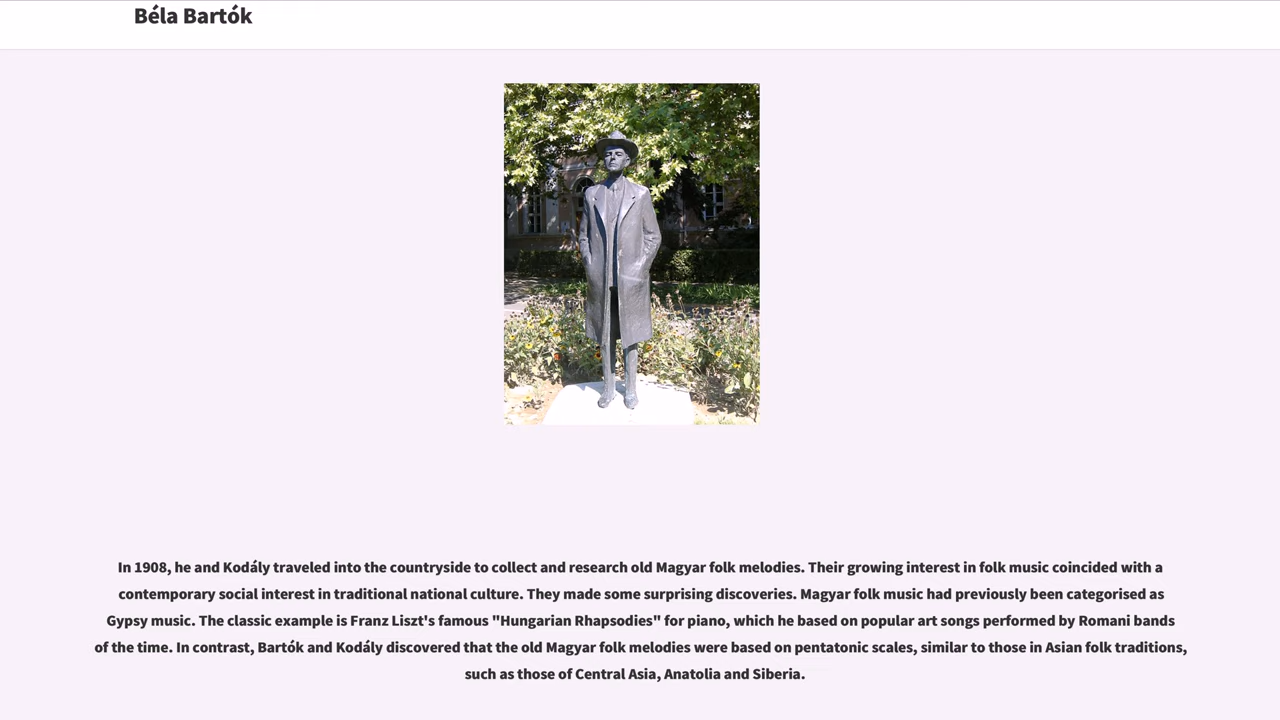 Béla Bartók
In 1908, he and Kodály traveled into the countryside to collect and research old Magyar folk melodies. Their growing interest in folk music coincided with a
contemporary social interest in traditional national culture. They made some surprising discoveries. Magyar folk music had previously been categorised as
Gypsy music. The classic example is Franz Liszt's famous "Hungarian Rhapsodies" for piano, which he based on popular art songs performed by Romani bands
of the time. In contrast, Bartók and Kodály discovered that the old Magyar folk melodies were based on pentatonic scales, similar to those in Asian folk traditions,
such as those of Central Asia, Anatolia and Siberia.